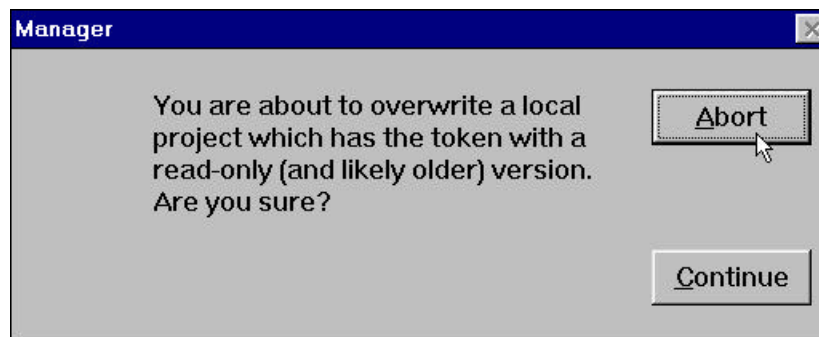 Manager
You are about to overwrite a local
project which has the token with a
read-only (and likely older) version.
Are you sure?
Abort
Continue